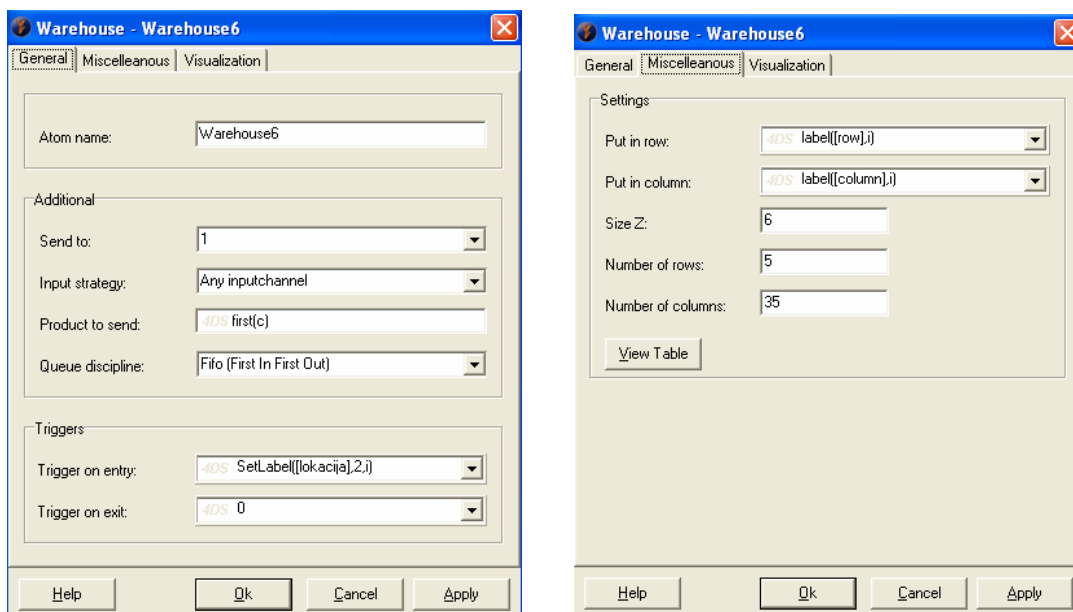 Warehouse - Warehouse6
General Miscelleanous Visualization
Atom name: Warehouse6
Additional
Send to: 1
Input strategy: Any inputchannel
Product to send: 4DS first(c)
Queue discipline: Fifo (First In First Out)
Triggers
Trigger on entry: 4DS SetLabel([lokacija],2,i)
Trigger on exit: 4DS 0
Help Ok Cancel Apply
Warehouse - Warehouse6
General Miscelleanous Visualization
Settings
Put in row: 4DS label([row],i)
Put in column: 4DS label([column],i)
Size Z: 6
Number of rows: 5
Number of columns: 35
View Table
Help Ok Cancel Apply